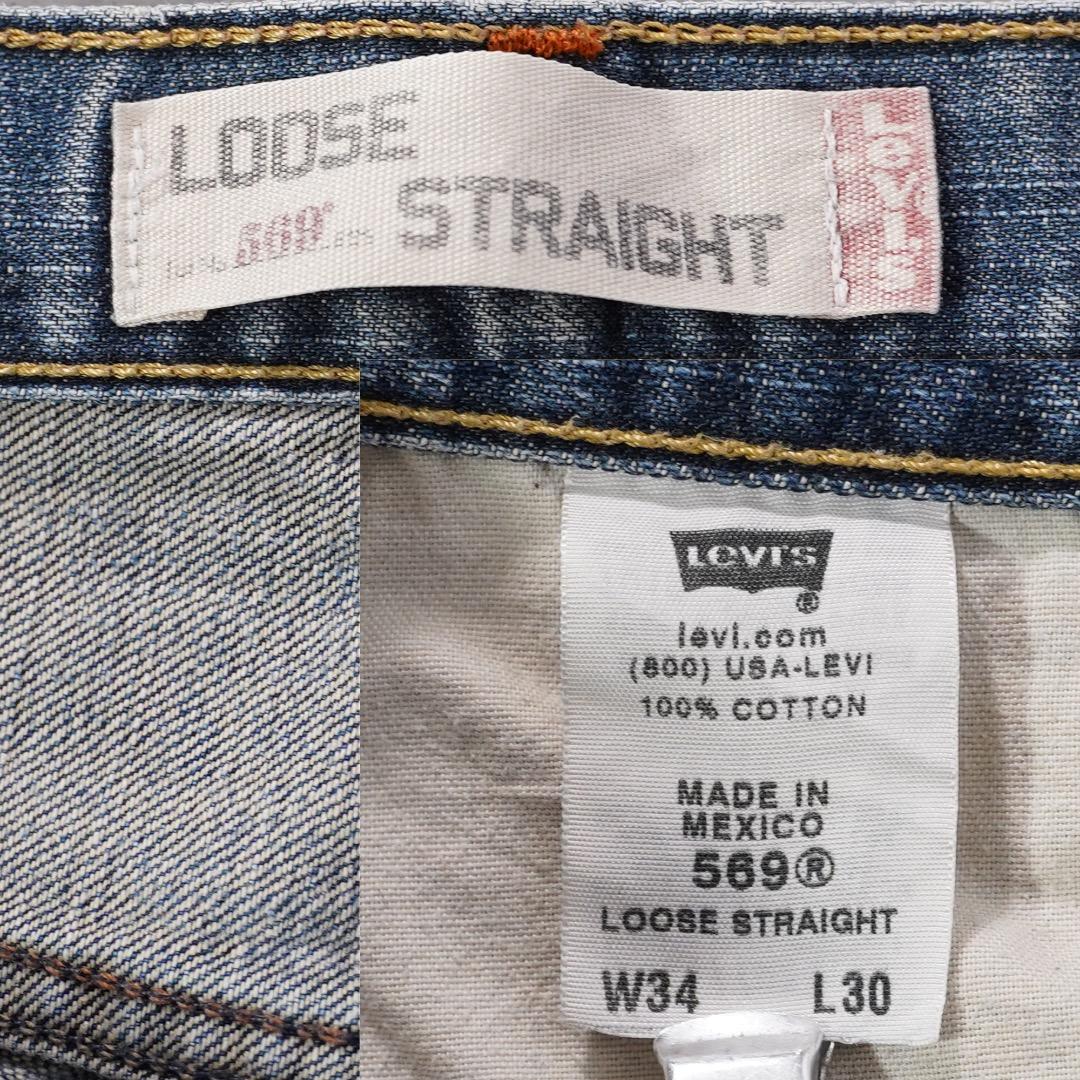 LOOSE
569®
STRAIGHT
Levi's
LEVI'S
®
levi.com
(800) USA-LEVI
100% COTTON
MADE IN
MEXICO
569®
LOOSE STRAIGHT
W34 L30